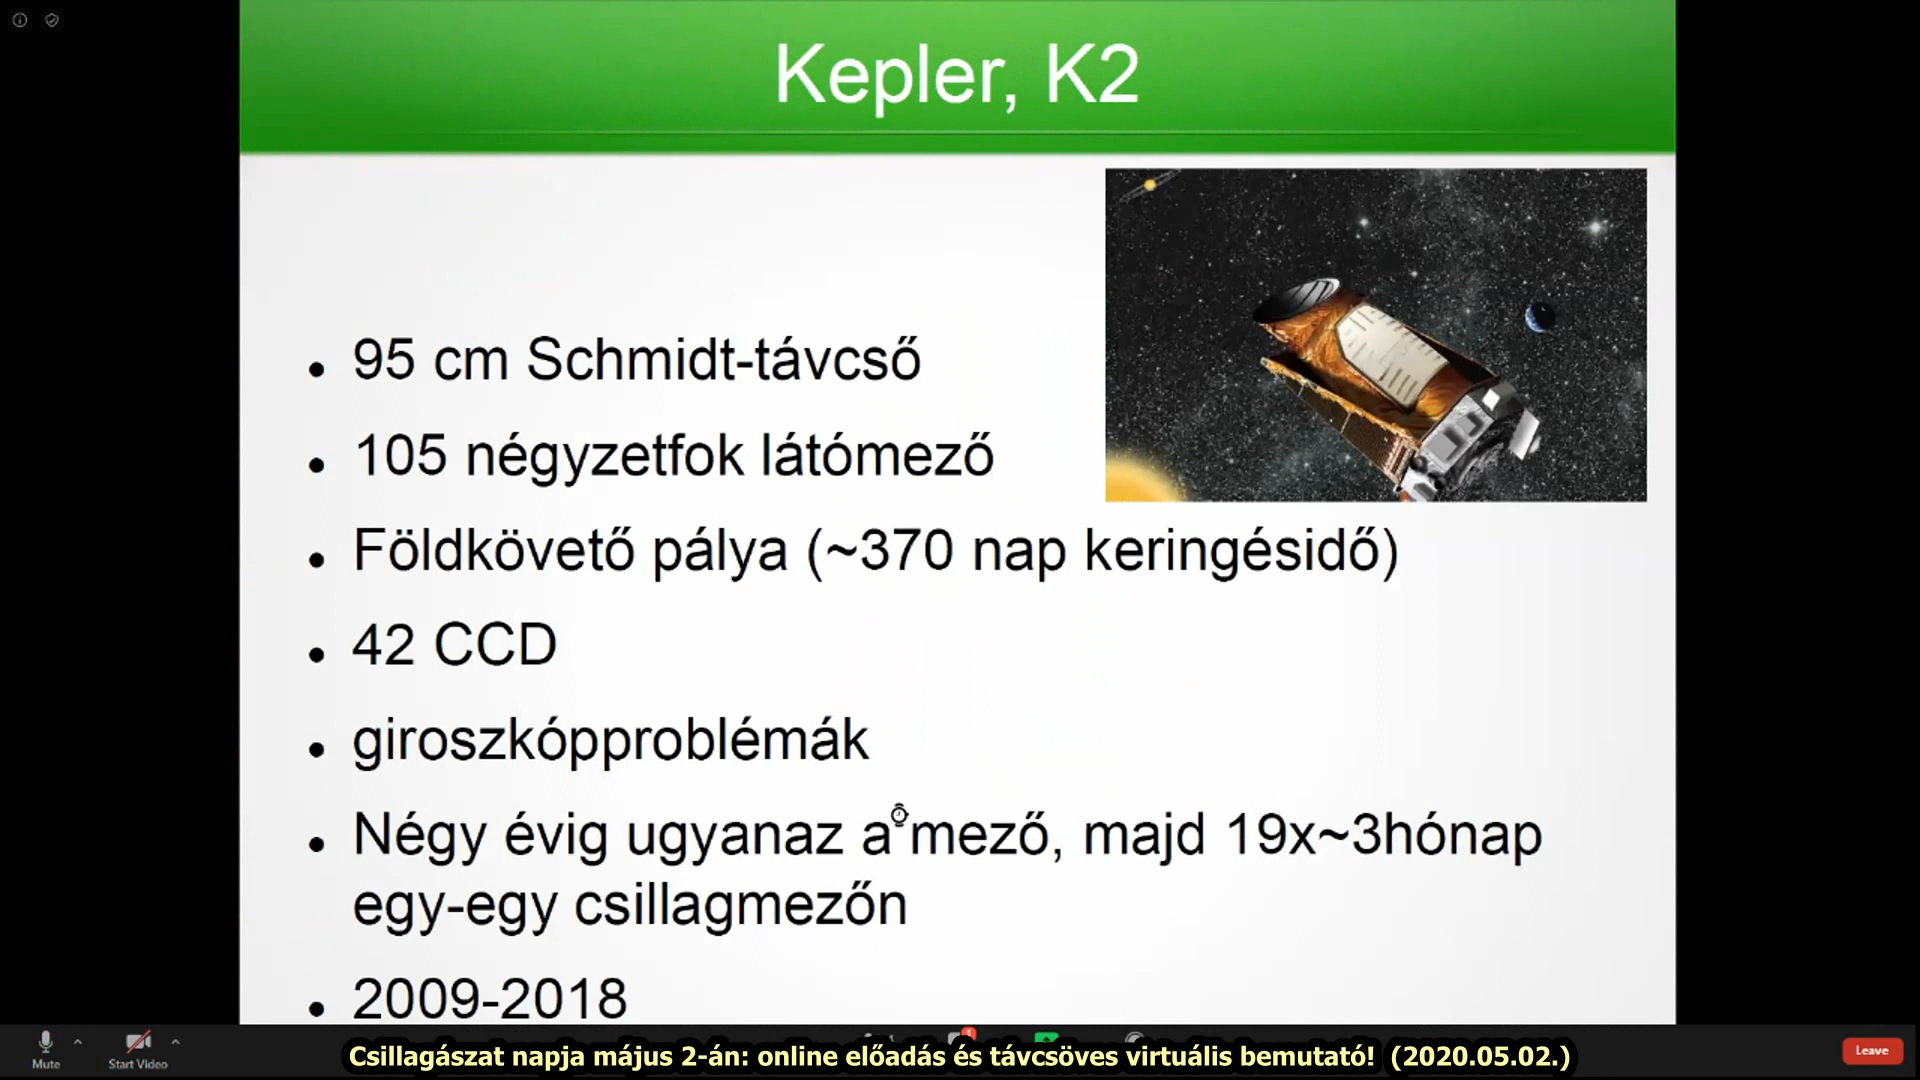 Kepler, K2
95 cm Schmidt-távcső
105 négyzetfok látómező
Földkövető pálya (~370 nap keringésidő)
42 CCD
giroszkópproblémák
Négy évig ugyanaz a mező, majd 19x~3hónap
egy-egy csillagmezőn
2009-2018
Mute
Start Video
Csillagászat napja május 2-án: online előadás és távcsöves virtuális bemutató! (2020.05.02.)
Leave